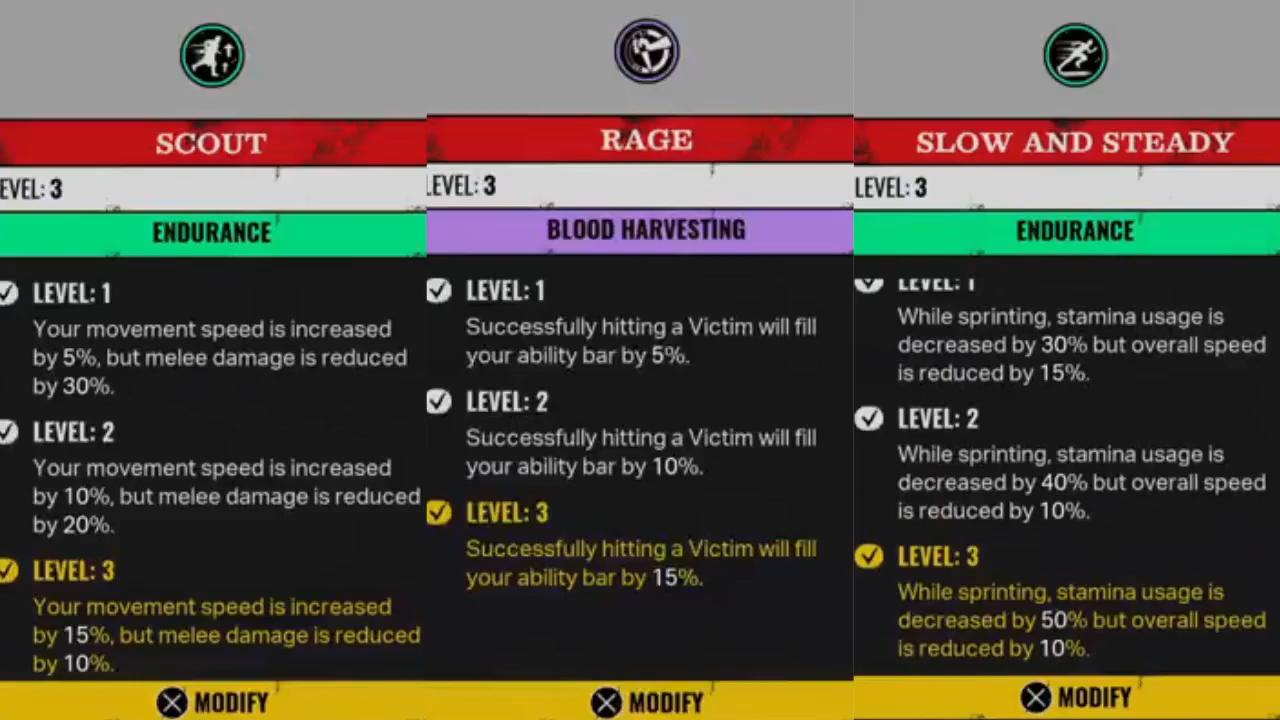 SCOUT
EVEL: 3
ENDURANCE
LEVEL: 1
Your movement speed is increased
by 5%, but melee damage is reduced
by 30%.
LEVEL: 2
Your movement speed is increased
by 10%, but melee damage is reduced
by 20%.
LEVEL: 3
Your movement speed is increased
by 15%, but melee damage is reduced
by 10%.
MODIFY
RAGE
LEVEL: 3
BLOOD HARVESTING
LEVEL: 1
Successfully hitting a Victim will fill
your ability bar by 5%.
LEVEL: 2
Successfully hitting a Victim will fill
your ability bar by 10%.
LEVEL: 3
Successfully hitting a Victim will fill
your ability bar by 15%.
MODIFY
SLOW AND STEADY
LEVEL: 3
ENDURANCE
LEVEL: 1
While sprinting, stamina usage is
decreased by 30% but overall speed
is reduced by 15%.
LEVEL: 2
While sprinting, stamina usage is
decreased by 40% but overall speed
is reduced by 10%.
LEVEL: 3
While sprinting, stamina usage is
decreased by 50% but overall speed
is reduced by 10%.
MODIFY